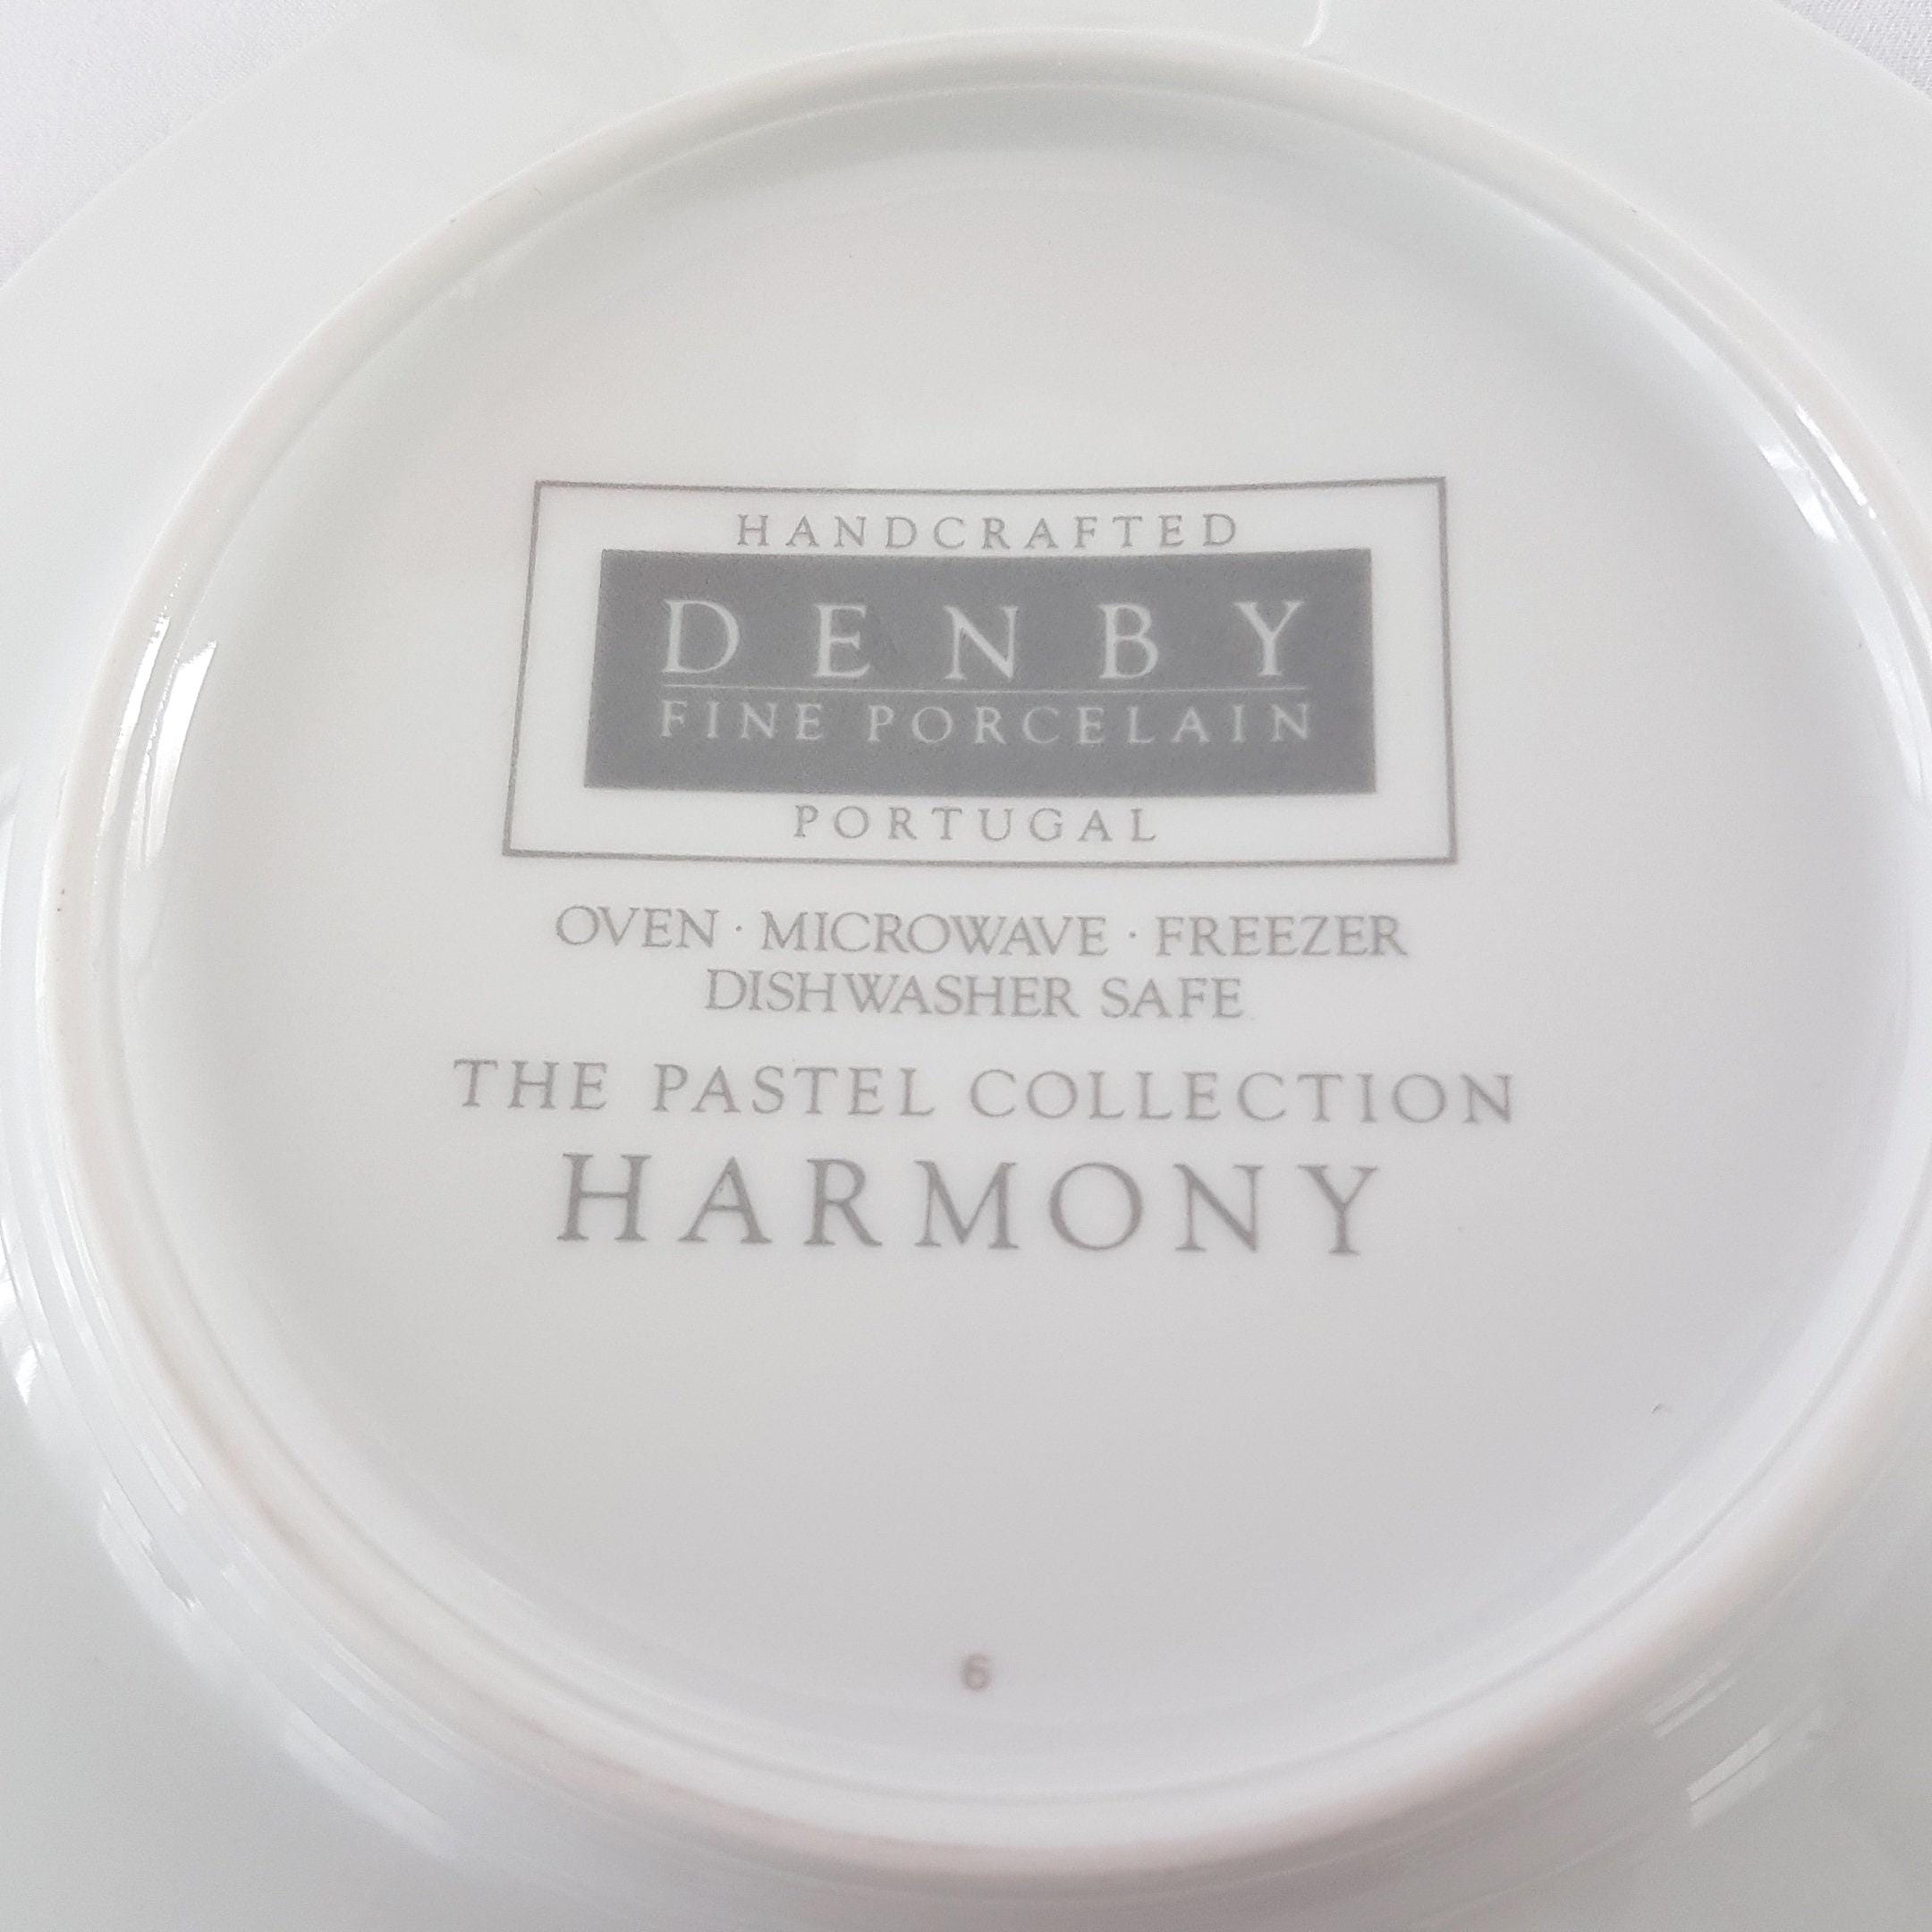 HANDCRAFTED
DENBY
FINE PORCELAIN
PORTUGAL
OVEN · MICROWAVE · FREEZER
DISHWASHER SAFE
THE PASTEL COLLECTION
HARMONY
6